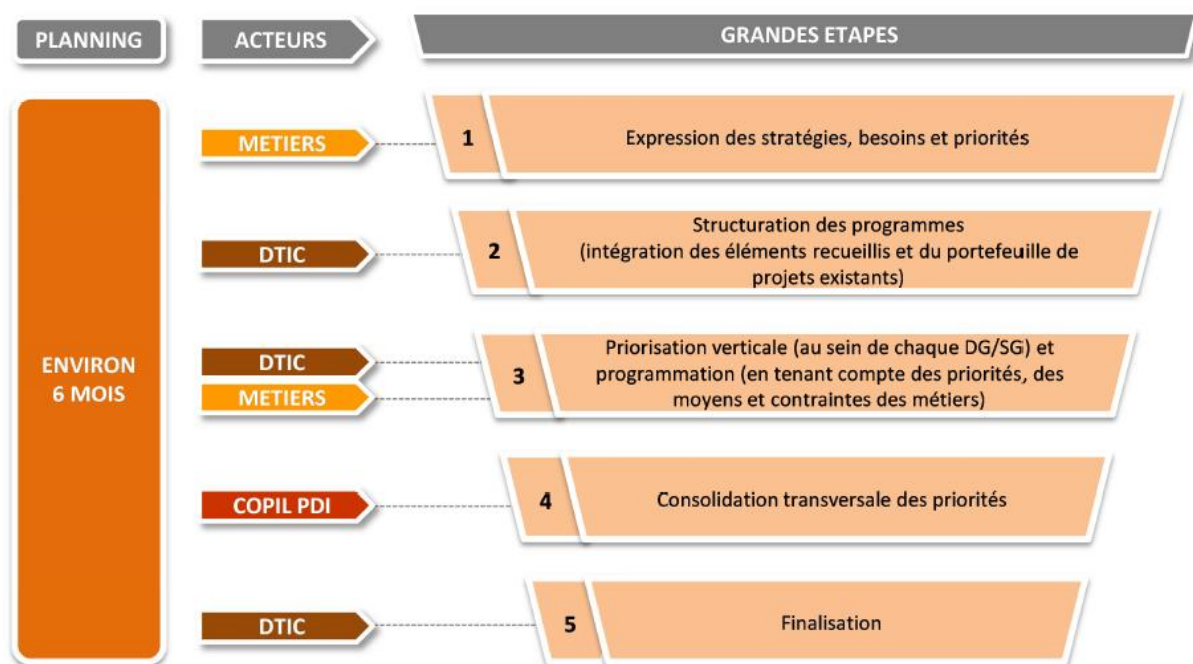 PLANNING
ACTEURS
GRANDES ETAPES
METIERS
1
Expression des stratégies, besoins et priorités
DTIC
2
Structuration des programmes
(intégration des éléments recueillis et du portefeuille de
projets existants)
ENVIRON
6 MOIS
DTIC
METIERS
3
Priorisation verticale (au sein de chaque DG/SG) et
programmation (en tenant compte des priorités, des
moyens et contraintes des métiers)
COPIL PDI
4
Consolidation transversale des priorités
DTIC
5
Finalisation